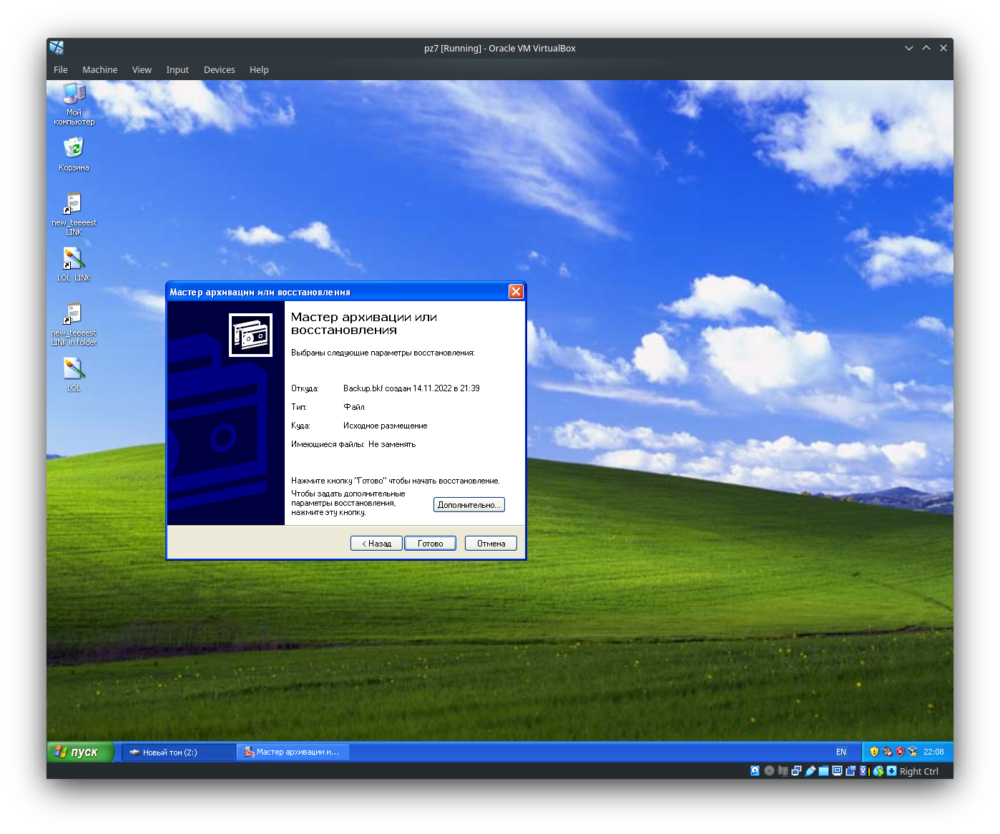 pz7 [Running] - Oracle VM VirtualBox
File Machine View Input Devices Help
Мой
компьютер
Корзина
new_teeeest
LINK
LOL LINK
new_teeeest
LINK in folder
LOL
Мастер архивации или восстановления
Мастер архивации или
восстановления
Выбраны следующие параметры восстановления:
Откуда: Backup.bkf создан 14.11.2022 в 21:39
Тип: Файл
Куда: Исходное размещение
Имеющиеся файлы: Не заменять
Нажмите кнопку "Готово" чтобы начать восстановление.
Чтобы задать дополнительные
параметры восстановления,
нажмите эту кнопку.
Дополнительно...
< Назад Готово Отмена
пуск Новый том (Z:) Мастер архивации и... EN 22:08
Right Ctrl